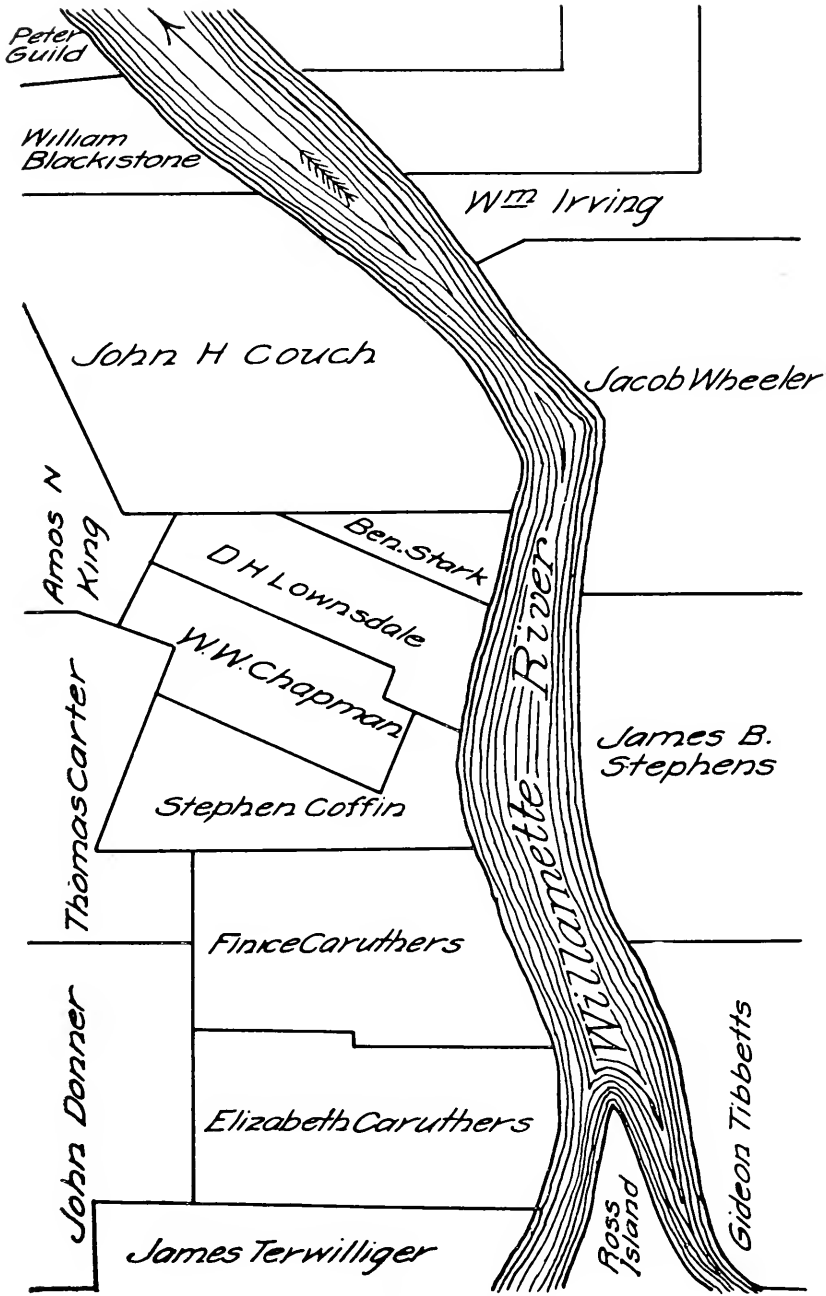 Peter
Guild
William
Blackistone
Wm Irving
John H Couch
Jacob Wheeler
Amos N
King
Ben. Stark
D H Lownsdale
W. W. Chapman
Stephen Coffin
Thomas Carter
James B.
Stephens
Willamette River
Finice Caruthers
Elizabeth Caruthers
John Donner
James Terwilliger
Ross
Island
Gideon Tibbetts